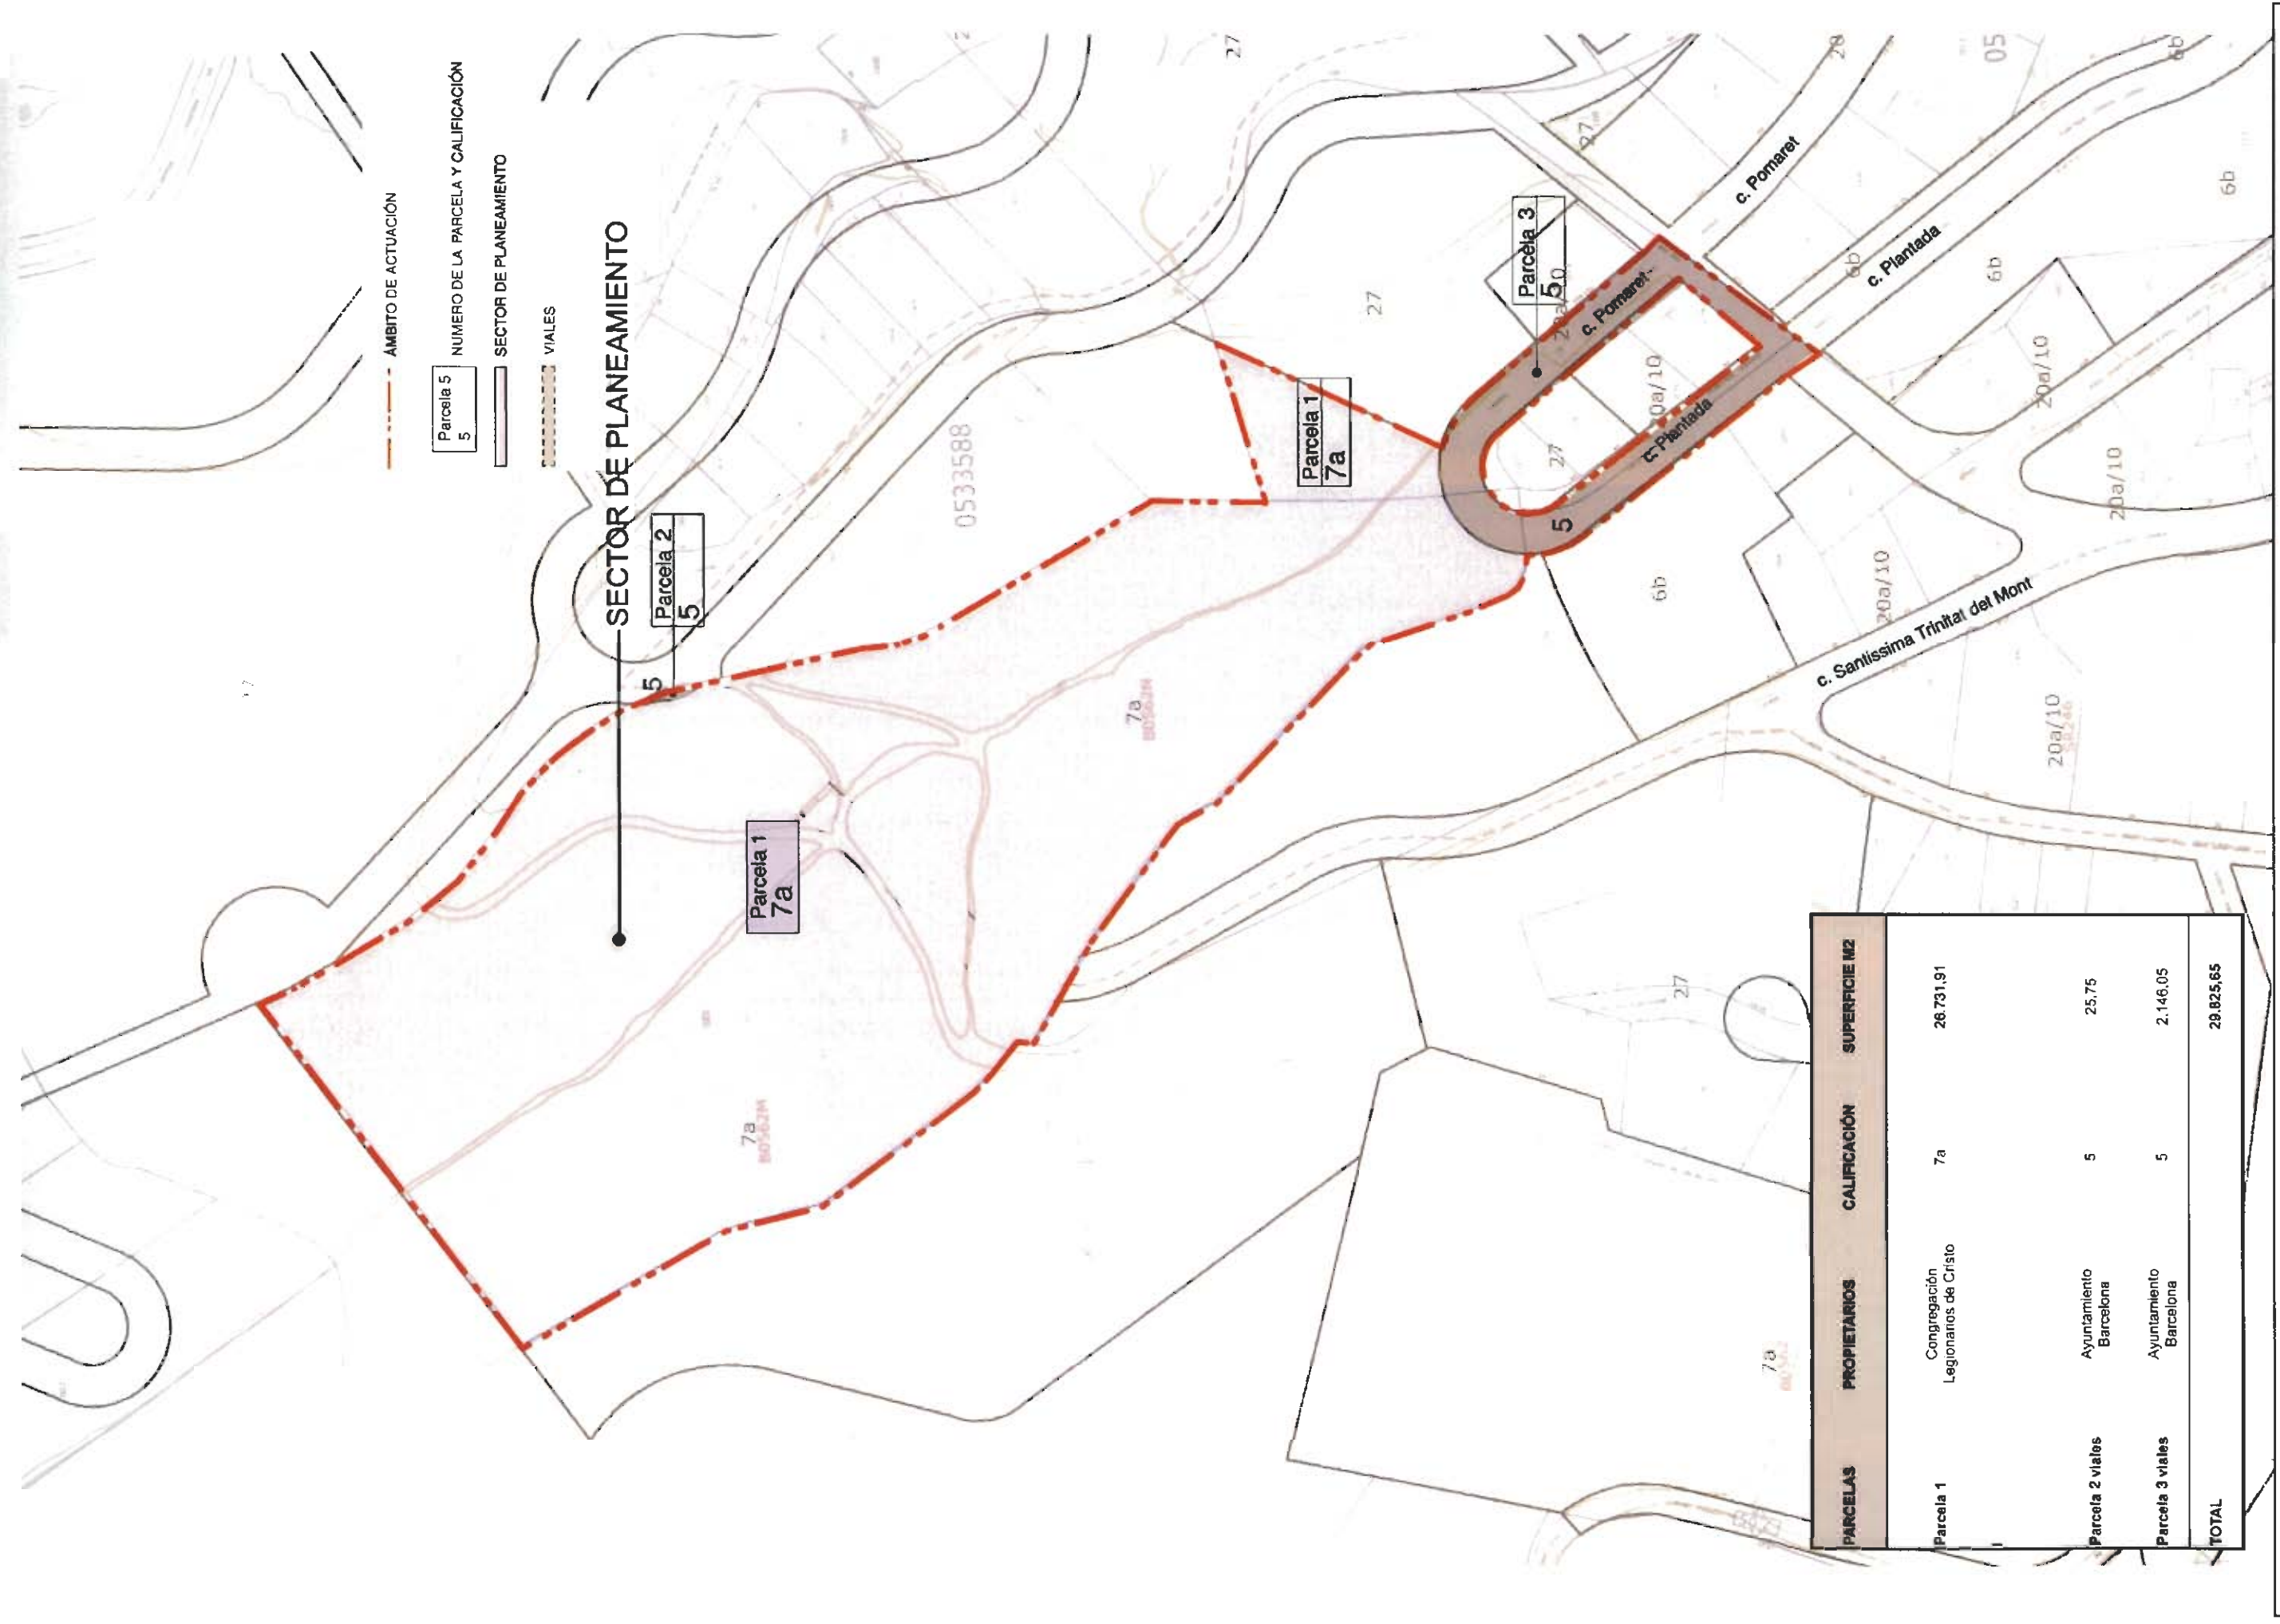 ÁMBITO DE ACTUACIÓN
Parcela 5
5
NUMERO DE LA PARCELA Y CALIFICACIÓN
SECTOR DE PLANEAMIENTO
VIALES
SECTOR DE PLANEAMIENTO
Parcela 2
5
5
Parcela 1
7a
Parcela 1
7a
Parcela 3
5
c. Pomaret
c. Plantada
5
27
20a/10
c. Pomaret
c. Plantada
c. Santissima Trinitat del Mont
0533588
27
27
27
27
20
05
6b
6b
6b
6b
6b
20a/10
20a/10
20a/10
20a/10
7a
B0562M
7a
B0562M
7a
PARCELAS PROPIETARIOS CALIFICACIÓN SUPERFICIE M2
Parcela 1 Congregación Legionarios de Cristo 7a 26.731,91
Parcela 2 viales Ayuntamiento Barcelona 5 25,75
Parcela 3 viales Ayuntamiento Barcelona 5 2.146,05
TOTAL 29.825,65